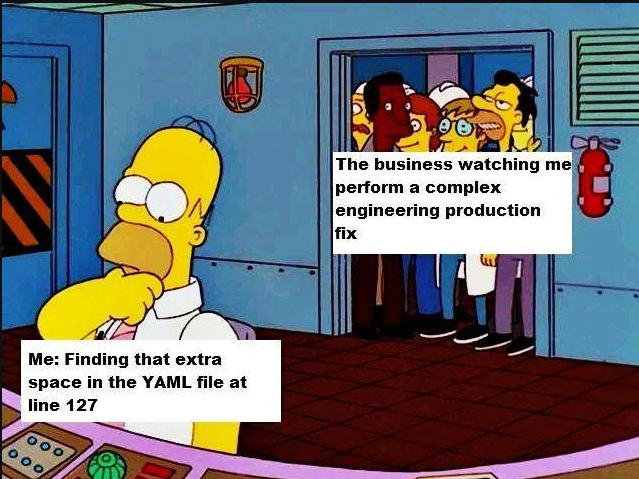 The business watching me
perform a complex
engineering production
fix
Me: Finding that extra
space in the YAML file at
line 127